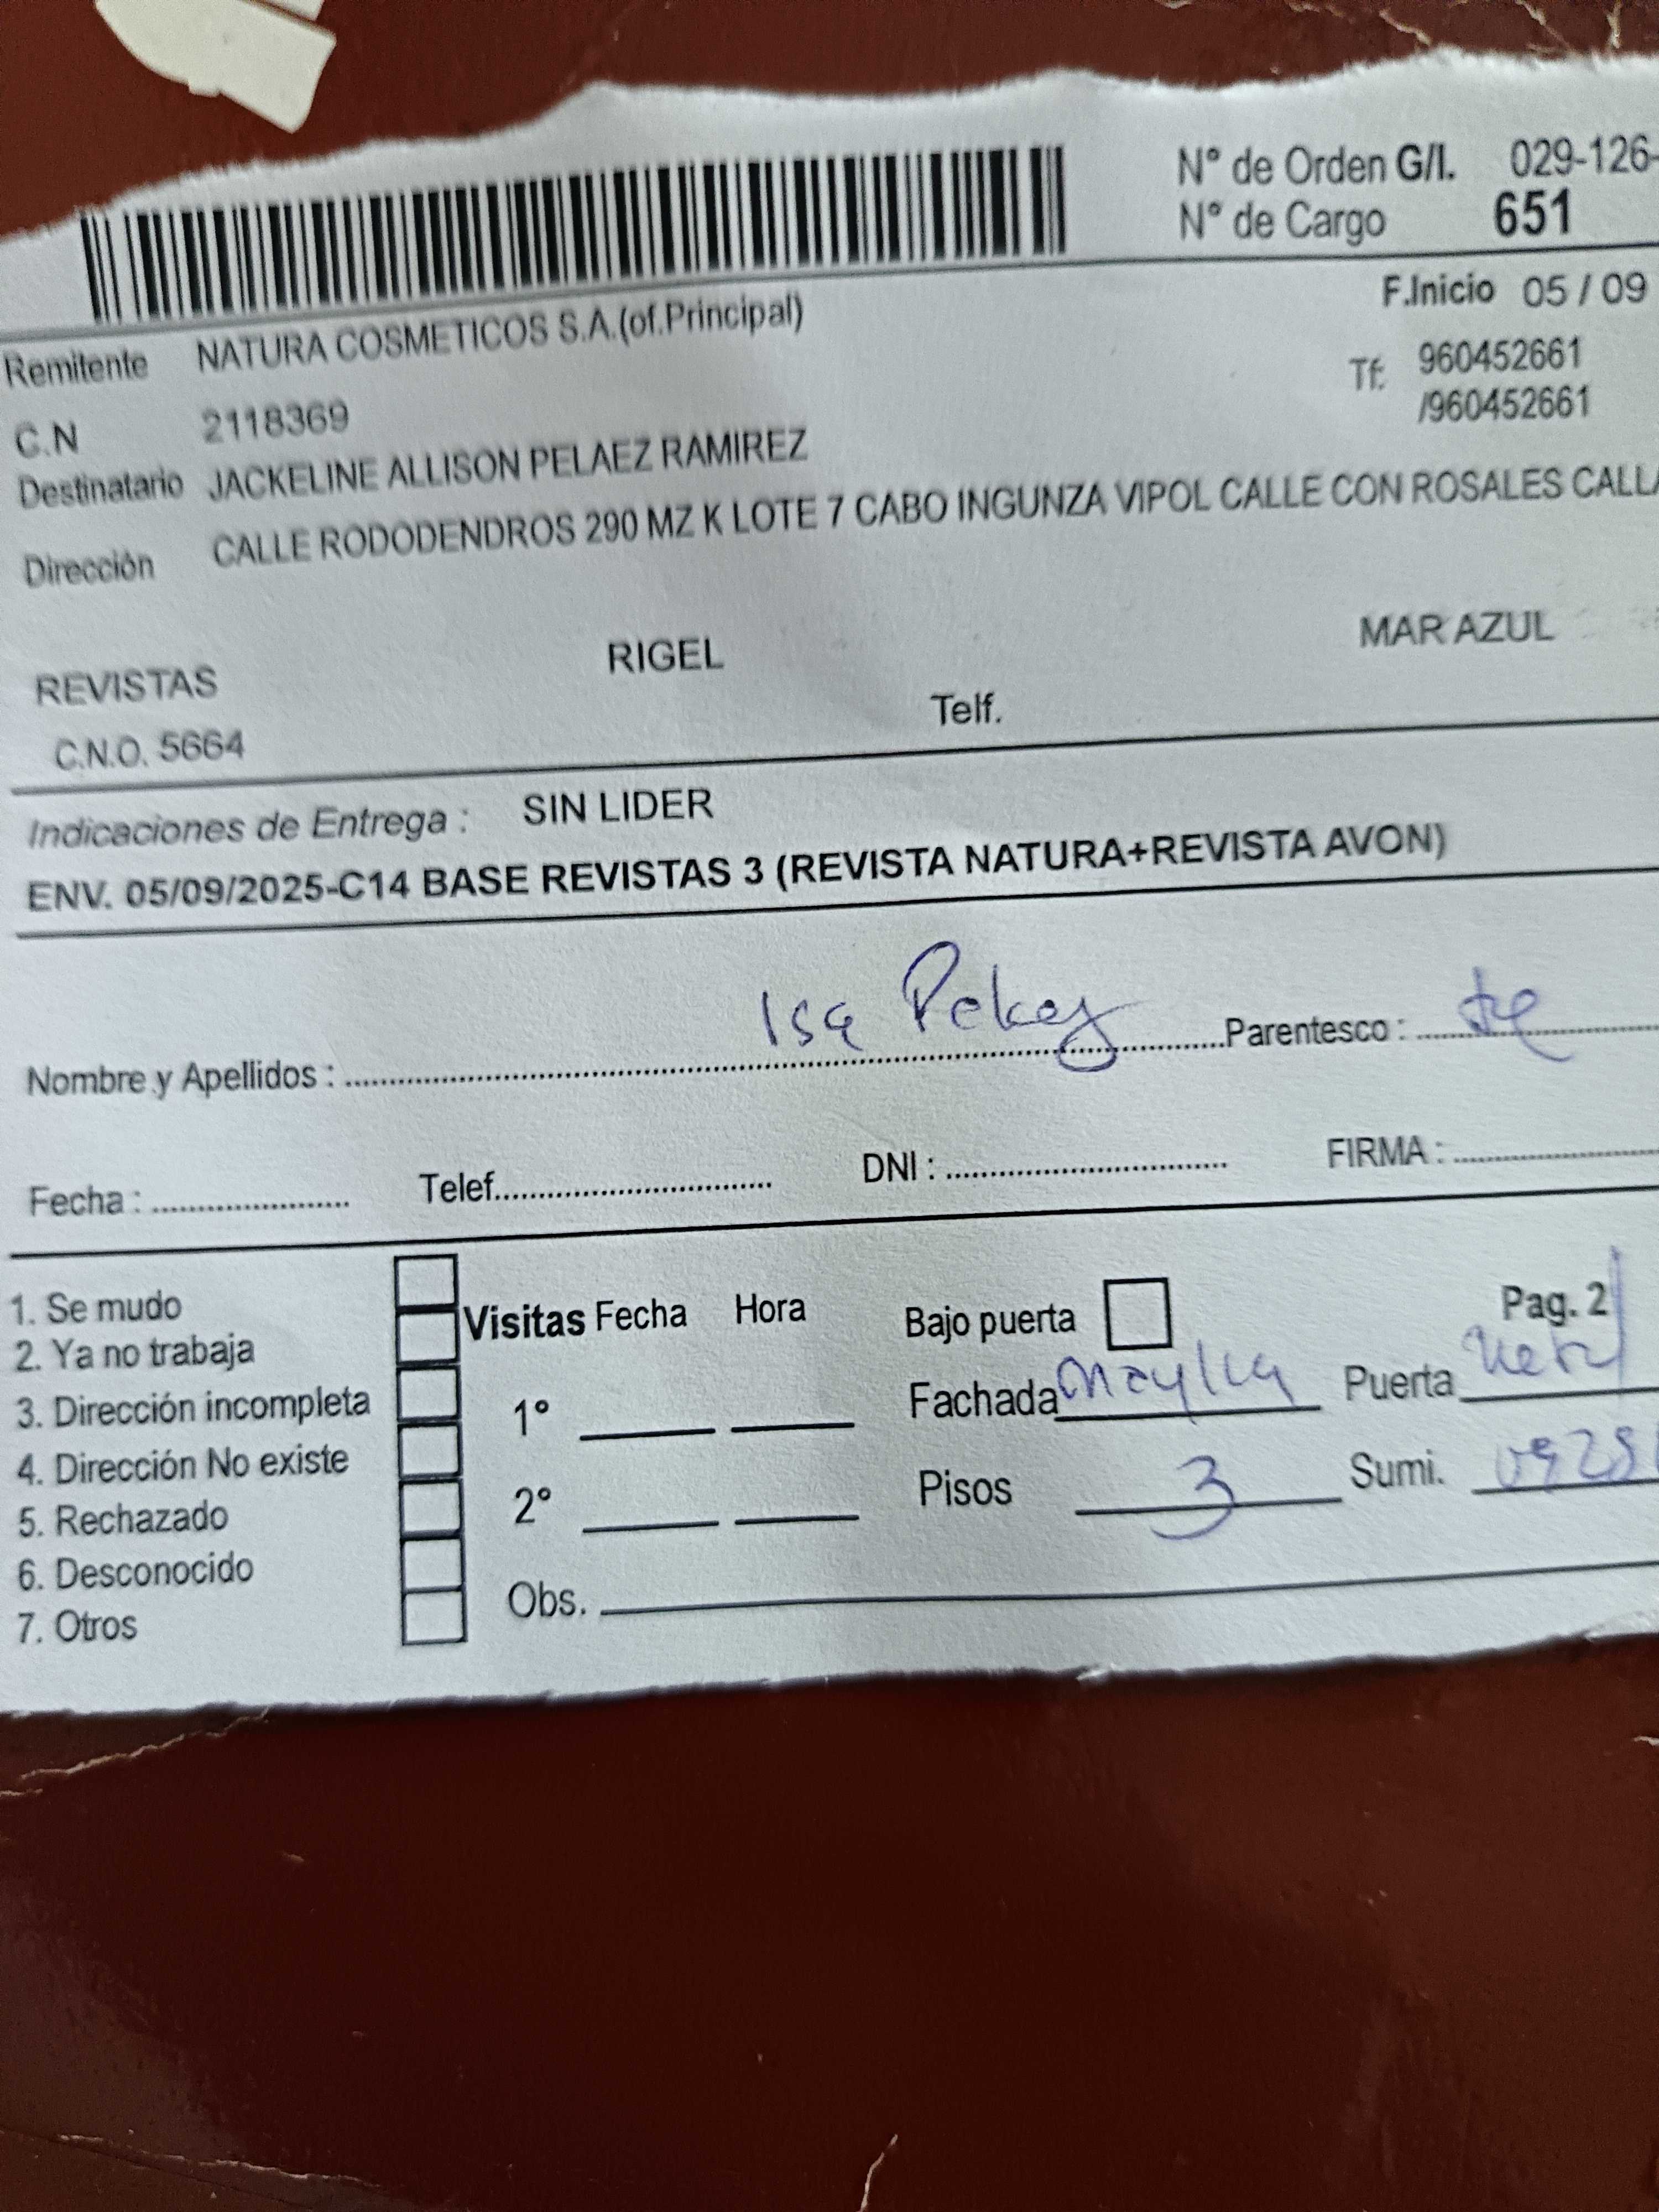 N° de Orden G/I. 029-126-
N° de Cargo 651
F.Inicio 05 / 09
Remitente NATURA COSMETICOS S.A.(of.Principal)
Tf: 960452661
/960452661
C.N 2118369
Destinatario JACKELINE ALLISON PELAEZ RAMIREZ
Dirección CALLE RODODENDROS 290 MZ K LOTE 7 CABO INGUNZA VIPOL CALLE CON ROSALES CALLA
REVISTAS RIGEL MAR AZUL
C.N.O. 5664 Telf.
Indicaciones de Entrega : SIN LIDER
ENV. 05/09/2025-C14 BASE REVISTAS 3 (REVISTA NATURA+REVISTA AVON)
Nombre y Apellidos : Isa Pelaez Parentesco :
Fecha : Telef. DNI : FIRMA :
1. Se mudo
2. Ya no trabaja
3. Dirección incompleta
4. Dirección No existe
5. Rechazado
6. Desconocido
7. Otros
Visitas Fecha Hora
1°
2°
Obs.
Bajo puerta Pag. 2
Fachada Puerta
Pisos 3 Sumi.